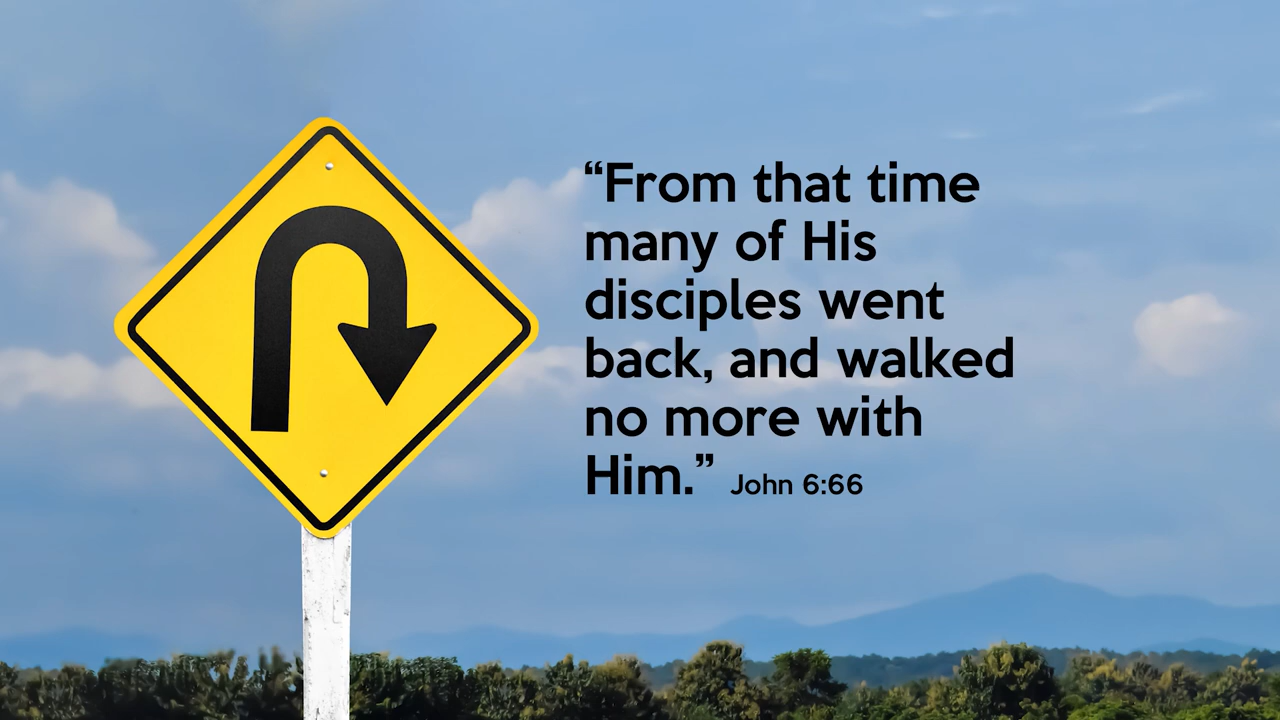 “From that time
many of His
disciples went
back, and walked
no more with
Him.” John 6:66